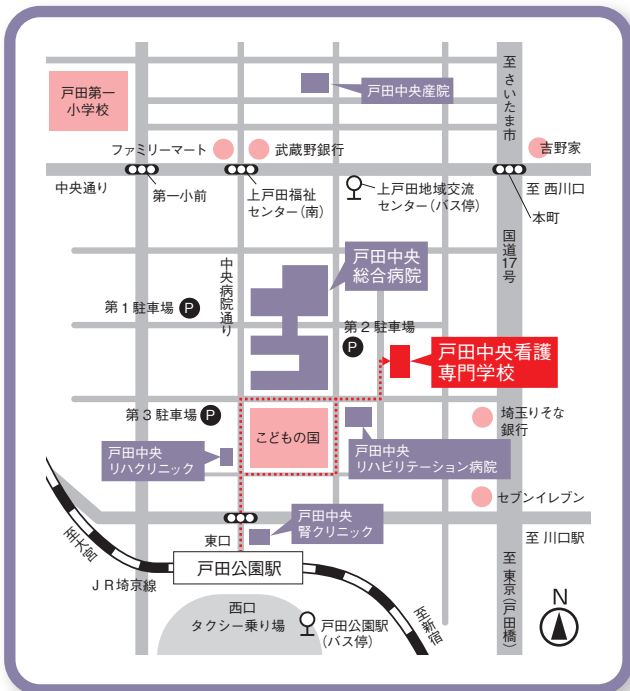 戸田第一
小学校
戸田中央産院
至さいたま市
ファミリーマート
武蔵野銀行
吉野家
中央通り
第一小前
上戸田福祉
センター(南)
上戸田地域交流
センター(バス停)
至 西川口
本町
国道17号
中央病院通り
戸田中央
総合病院
第1駐車場 P
第2駐車場
P
戸田中央看護
専門学校
第3駐車場 P
こどもの国
埼玉りそな
銀行
戸田中央
リハクリニック
戸田中央
リハビリテーション病院
セブンイレブン
戸田中央
腎クリニック
東口
至 川口駅
至大宮
戸田公園駅
JR埼京線
至 東京(戸田橋)
西口
タクシー乗り場
戸田公園駅
(バス停)
至新宿
N